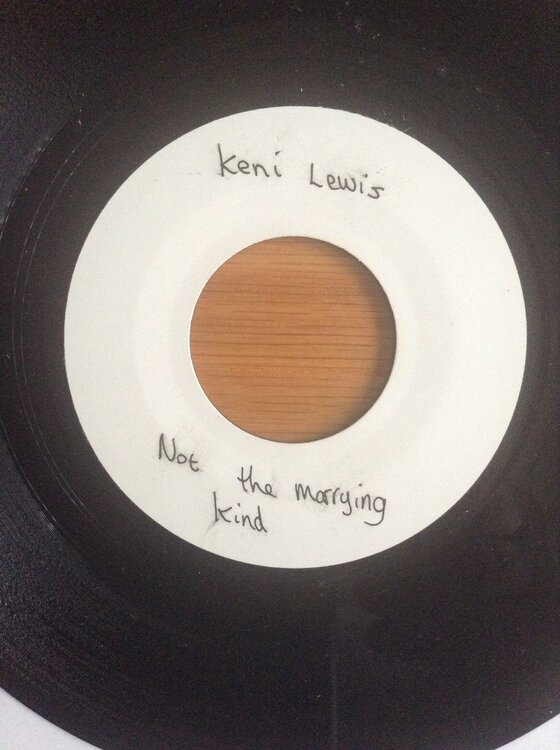 Keni Lewis
Not the marrying
kind